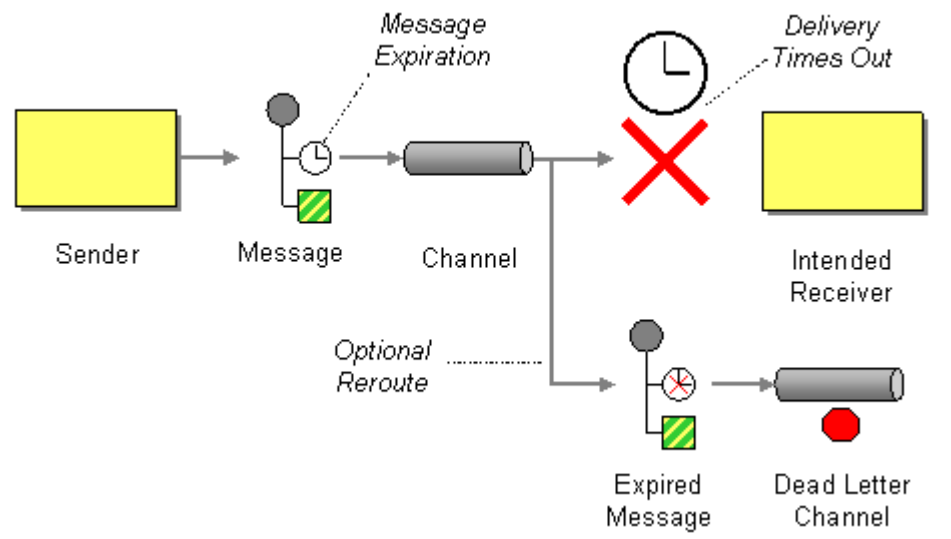 Message
Expiration
Delivery
Times Out
Sender
Message
Channel
Intended
Receiver
Optional
Reroute
Expired
Message
Dead Letter
Channel